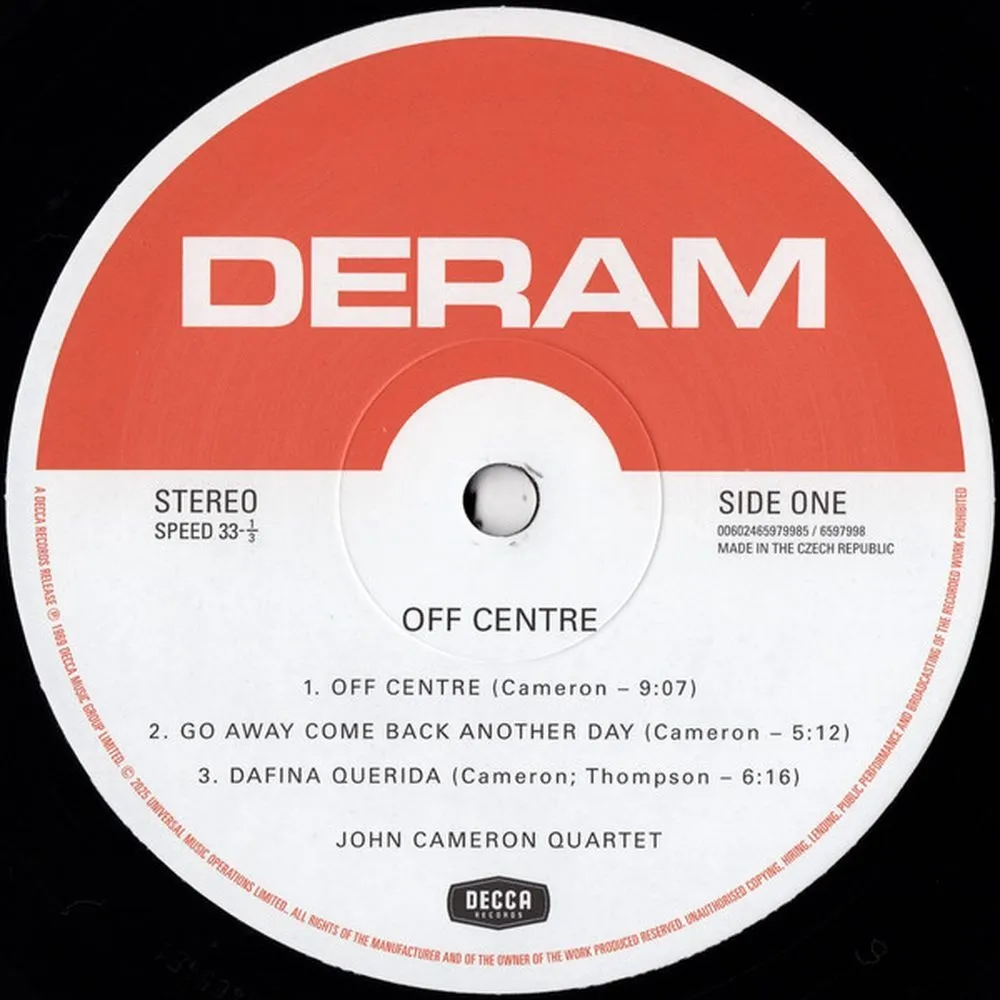 DERAM
STEREO
SPEED 33-1/3
SIDE ONE
00602465979985 / 6597998
MADE IN THE CZECH REPUBLIC
OFF CENTRE
1. OFF CENTRE (Cameron – 9:07)
2. GO AWAY COME BACK ANOTHER DAY (Cameron – 5:12)
3. DAFINA QUERIDA (Cameron; Thompson – 6:16)
JOHN CAMERON QUARTET
DECCA
RECORDS
A DECCA RECORDS RELEASE ℗ 1969 DECCA MUSIC GROUP LIMITED. © 2025 UNIVERSAL MUSIC OPERATIONS LIMITED. ALL RIGHTS OF THE MANUFACTURER AND OF THE OWNER OF THE WORK PRODUCED RESERVED. UNAUTHORISED COPYING, HIRING, LENDING, PUBLIC PERFORMANCE AND BROADCASTING OF THE RECORDED WORK PROHIBITED